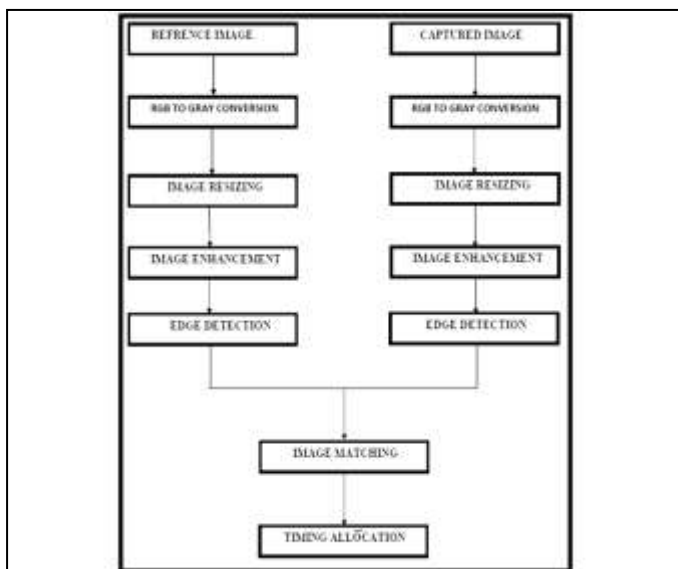 REFRENCE IMAGE
RGB TO GRAY CONVERSION
IMAGE RESIZING
IMAGE ENHANCEMENT
EDGE DETECTION
CAPTURED IMAGE
RGB TO GRAY CONVERSION
IMAGE RESIZING
IMAGE ENHANCEMENT
EDGE DETECTION
IMAGE MATCHING
TIMING ALLOCATION